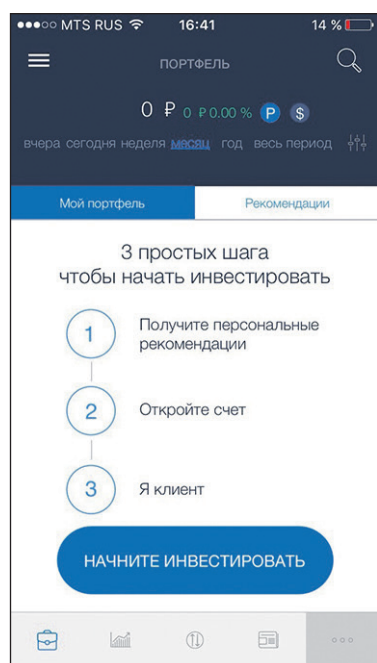 MTS RUS 16:41 14 %
ПОРТФЕЛЬ
0 ₽ 0 ₽ 0.00 % P $
вчера сегодня неделя месяц год весь период
Мой портфель Рекомендации
3 простых шага
чтобы начать инвестировать
1 Получите персональные
рекомендации
2 Откройте счет
3 Я клиент
НАЧНИТЕ ИНВЕСТИРОВАТЬ